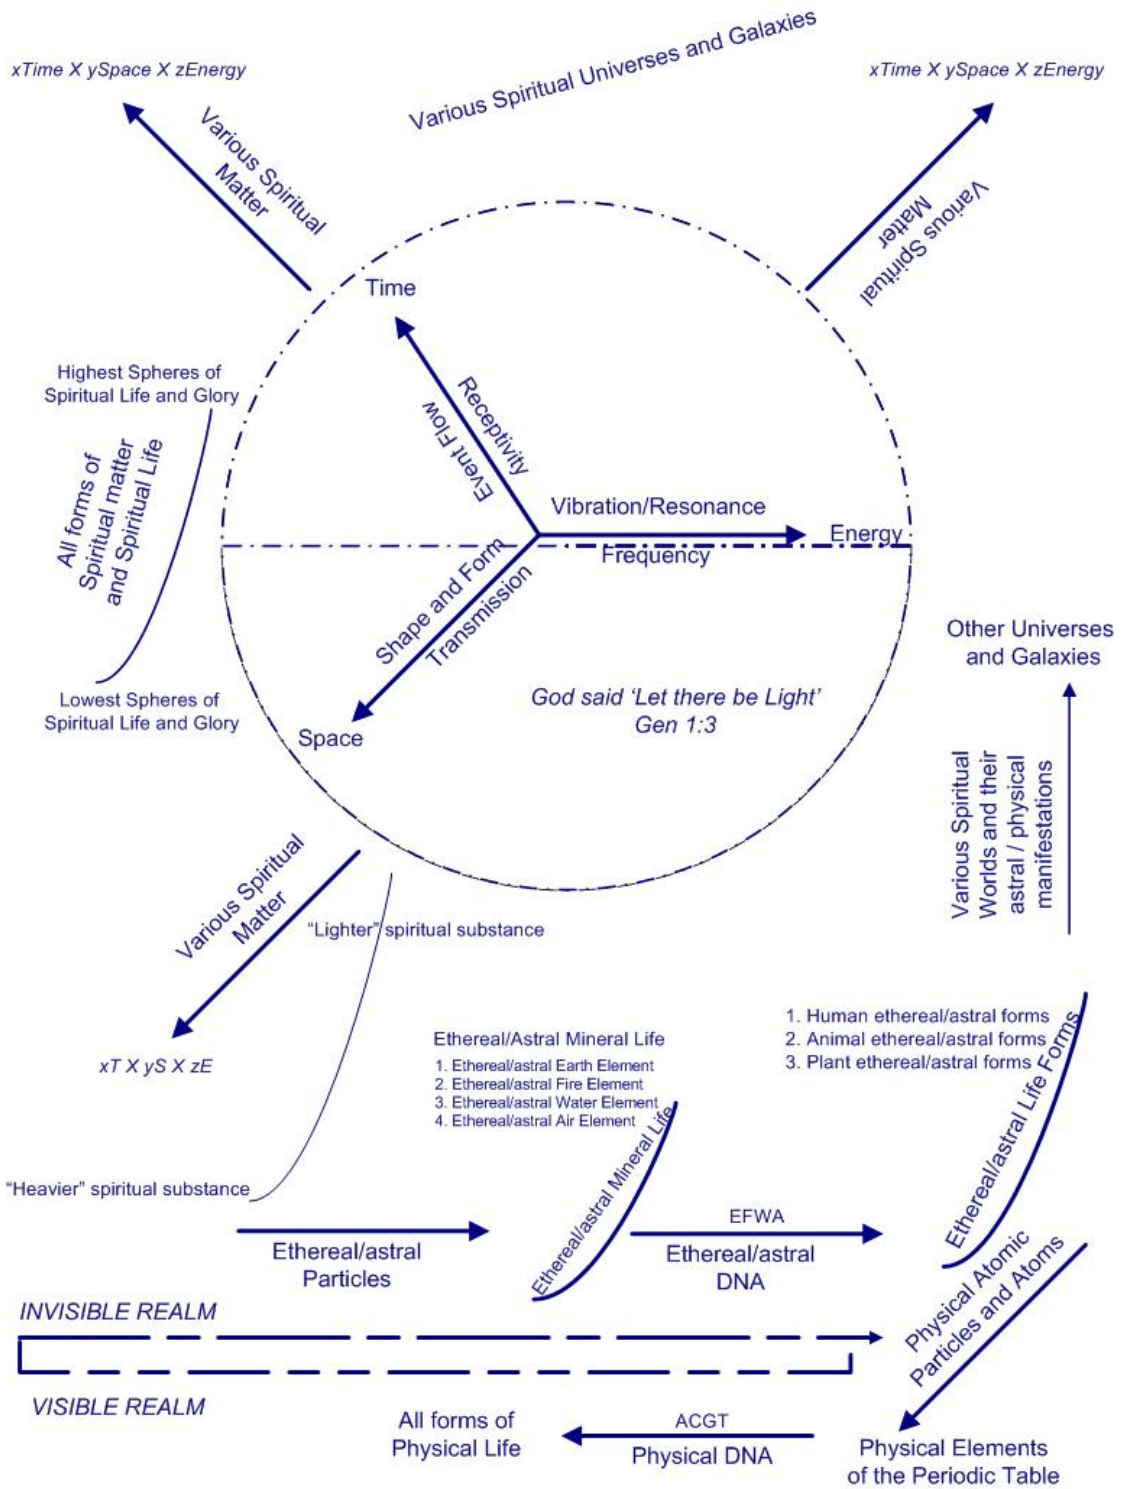 Various Spiritual Universes and Galaxies
xTime X ySpace X zEnergy
xTime X ySpace X zEnergy
Various Spiritual
Matter
Various Spiritual
Matter
Time
Receptivity
Event Flow
Highest Spheres of
Spiritual Life and Glory
All forms of
Spiritual matter
and Spiritual Life
Lowest Spheres of
Spiritual Life and Glory
Vibration/Resonance
Energy
Frequency
Shape and Form
Transmission
Space
God said ‘Let there be Light’
Gen 1:3
Other Universes
and Galaxies
Various Spiritual
Worlds and their
astral / physical
manifestations
Various Spiritual
Matter
xT X yS X zE
“Lighter” spiritual substance
“Heavier” spiritual substance
Ethereal/Astral Mineral Life
1. Ethereal/astral Earth Element
2. Ethereal/astral Fire Element
3. Ethereal/astral Water Element
4. Ethereal/astral Air Element
Ethereal/astral Mineral Life
1. Human ethereal/astral forms
2. Animal ethereal/astral forms
3. Plant ethereal/astral forms
Ethereal/astral Life Forms
Ethereal/astral
Particles
EFWA
Ethereal/astral
DNA
Physical Atomic
Particles and Atoms
INVISIBLE REALM
VISIBLE REALM
All forms of
Physical Life
ACGT
Physical DNA
Physical Elements
of the Periodic Table